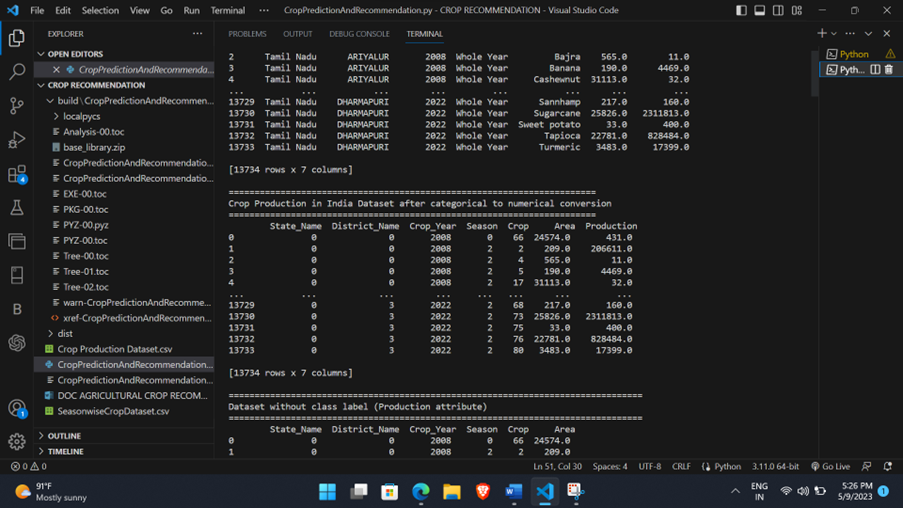 File Edit Selection View Go Run Terminal ··· CropPredictionAndRecommendation.py - CROP RECOMMENDATION - Visual Studio Code
EXPLORER ···
OPEN EDITORS
CropPredictionAndRecommenda...
CROP RECOMMENDATION
build \ CropPredictionAndRecommen...
localpycs
Analysis-00.toc
base_library.zip
CropPredictionAndRecommendatio...
CropPredictionAndRecommendatio...
EXE-00.toc
PKG-00.toc
PYZ-00.pyz
PYZ-00.toc
Tree-00.toc
Tree-01.toc
Tree-02.toc
warn-CropPredictionAndRecomme...
xref-CropPredictionAndRecommen...
dist
Crop Production Dataset.csv
CropPredictionAndRecommendation...
CropPredictionAndRecommendation...
DOC AGRICULTURAL CROP RECOM...
SeasonwiseCropDataset.csv
OUTLINE
TIMELINE
PROBLEMS OUTPUT DEBUG CONSOLE TERMINAL
2 Tamil Nadu ARIYALUR 2008 Whole Year Bajra 565.0 11.0
3 Tamil Nadu ARIYALUR 2008 Whole Year Banana 190.0 4469.0
4 Tamil Nadu ARIYALUR 2008 Whole Year Cashewnut 31113.0 32.0
... ... ... ... ... ... ... ...
13729 Tamil Nadu DHARMAPURI 2022 Whole Year Sannhamp 217.0 160.0
13730 Tamil Nadu DHARMAPURI 2022 Whole Year Sugarcane 25826.0 2311813.0
13731 Tamil Nadu DHARMAPURI 2022 Whole Year Sweet potato 33.0 400.0
13732 Tamil Nadu DHARMAPURI 2022 Whole Year Tapioca 22781.0 828484.0
13733 Tamil Nadu DHARMAPURI 2022 Whole Year Turmeric 3483.0 17399.0
[13734 rows x 7 columns]
=======================================================================
Crop Production in India Dataset after categorical to numerical conversion
=======================================================================
State_Name District_Name Crop_Year Season Crop Area Production
0 0 0 2008 2 66 24574.0 431.0
1 0 0 2008 2 2 209.0 206611.0
2 0 0 2008 2 4 565.0 11.0
3 0 0 2008 2 5 190.0 4469.0
4 0 0 2008 2 17 31113.0 32.0
... ... ... ... ... ... ... ...
13729 0 3 2022 2 68 217.0 160.0
13730 0 3 2022 2 73 25826.0 2311813.0
13731 0 3 2022 2 75 33.0 400.0
13732 0 3 2022 2 76 22781.0 828484.0
13733 0 3 2022 2 80 3483.0 17399.0
[13734 rows x 7 columns]
================================================================================
Dataset without class label (Production attribute)
================================================================================
State_Name District_Name Crop_Year Season Crop Area
0 0 0 2008 2 66 24574.0
1 0 0 2008 2 2 209.0
Python
Pyth...
4
1
0 0 Ln 51, Col 30 Spaces: 4 UTF-8 CRLF Python 3.11.0 64-bit Go Live
91°F
Mostly sunny
ENG
IN
5:26 PM
5/9/2023
1